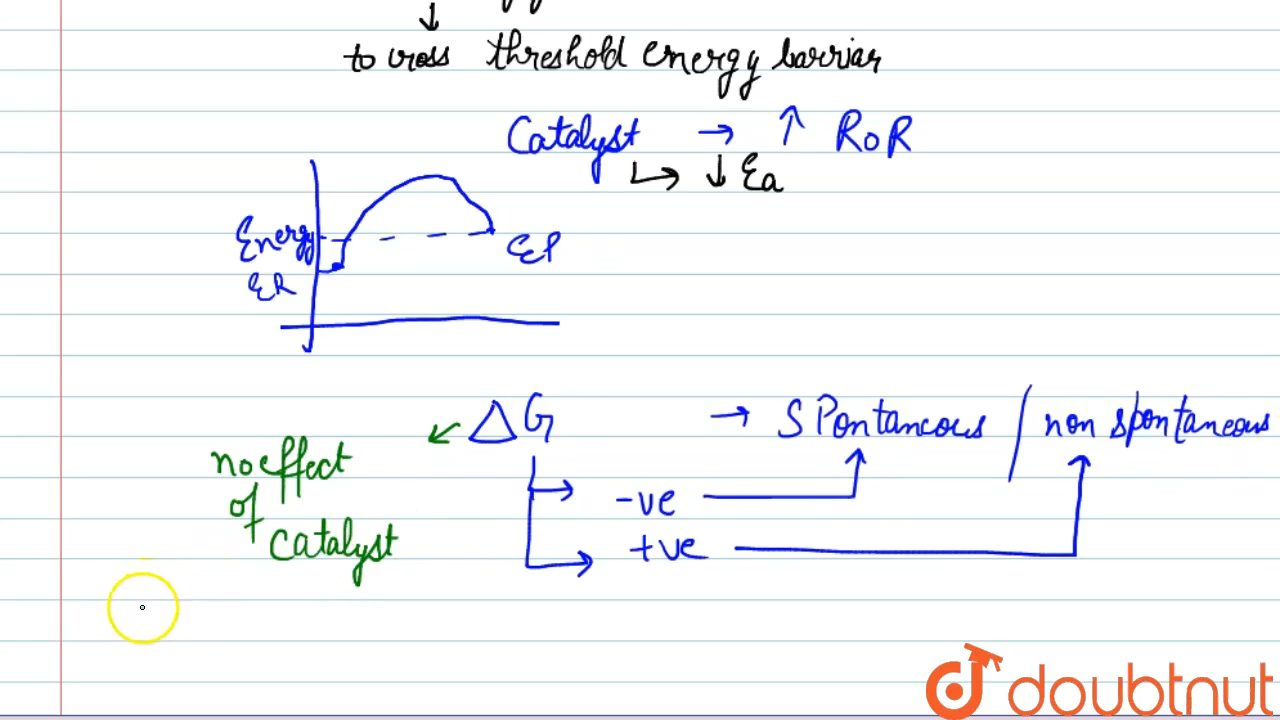 ↓
to cross threshold energy barriar
Catalyst → ↑ RoR
↳ ↓ Ea
Energy
ER
EP
ΔG → SPontaneous / non spontaneous
no effect
of
catalyst
-ve
+ve
doubtnut